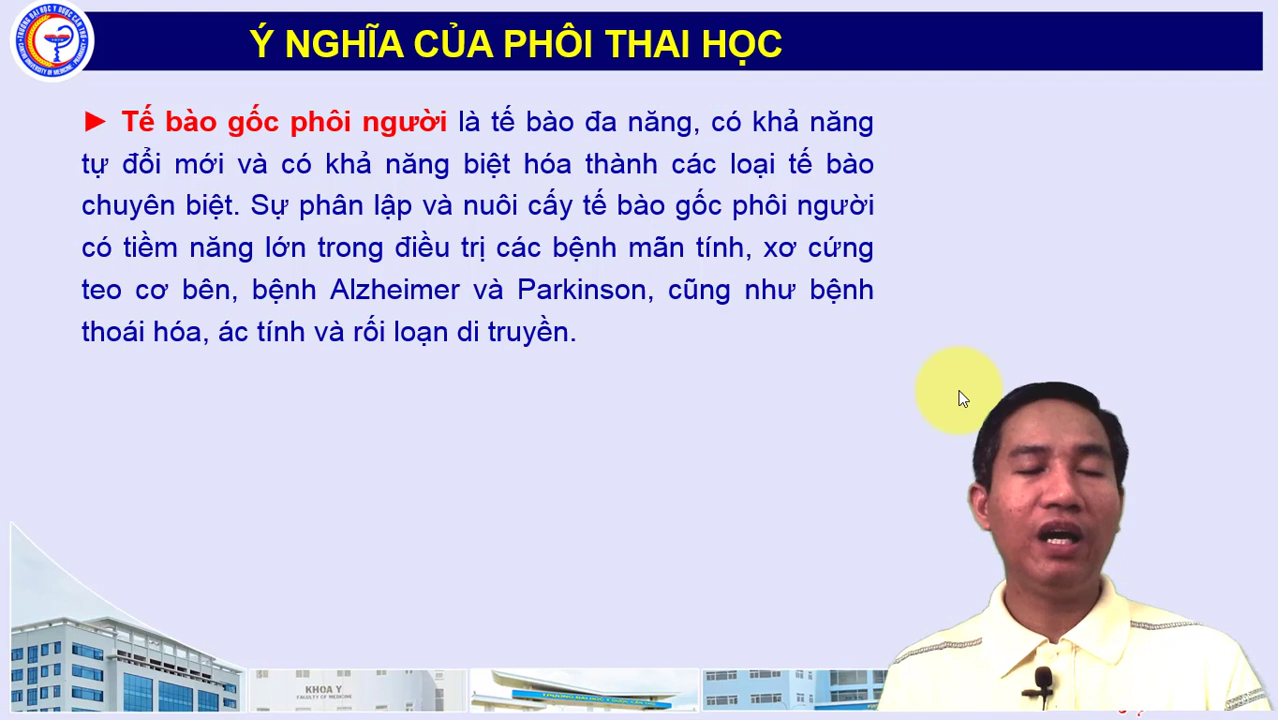 Ý NGHĨA CỦA PHÔI THAI HỌC
► Tế bào gốc phôi người là tế bào đa năng, có khả năng
tự đổi mới và có khả năng biệt hóa thành các loại tế bào
chuyên biệt. Sự phân lập và nuôi cấy tế bào gốc phôi người
có tiềm năng lớn trong điều trị các bệnh mãn tính, xơ cứng
teo cơ bên, bệnh Alzheimer và Parkinson, cũng như bệnh
thoái hóa, ác tính và rối loạn di truyền.
KHOA Y
FACULTY OF MEDICINE